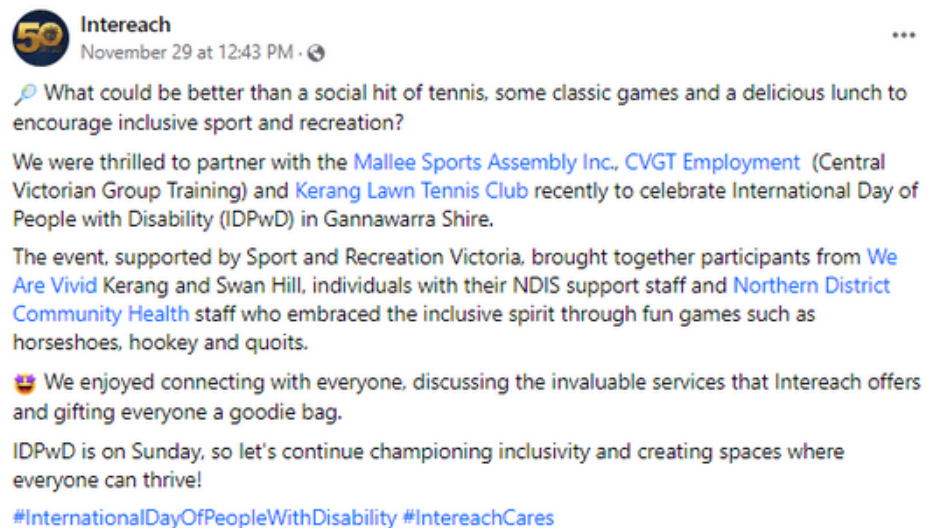 50
Intereach
November 29 at 12:43 PM ·
What could be better than a social hit of tennis, some classic games and a delicious lunch to
encourage inclusive sport and recreation?
We were thrilled to partner with the Mallee Sports Assembly Inc., CVGT Employment (Central
Victorian Group Training) and Kerang Lawn Tennis Club recently to celebrate International Day of
People with Disability (IDPwD) in Gannawarra Shire.
The event, supported by Sport and Recreation Victoria, brought together participants from We
Are Vivid Kerang and Swan Hill, individuals with their NDIS support staff and Northern District
Community Health staff who embraced the inclusive spirit through fun games such as
horseshoes, hookey and quoits.
We enjoyed connecting with everyone, discussing the invaluable services that Intereach offers
and gifting everyone a goodie bag.
IDPwD is on Sunday, so let's continue championing inclusivity and creating spaces where
everyone can thrive!
#InternationalDayOfPeopleWithDisability #IntereachCares